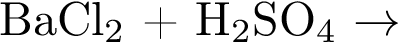 BaCl₂ + H₂SO₄ →